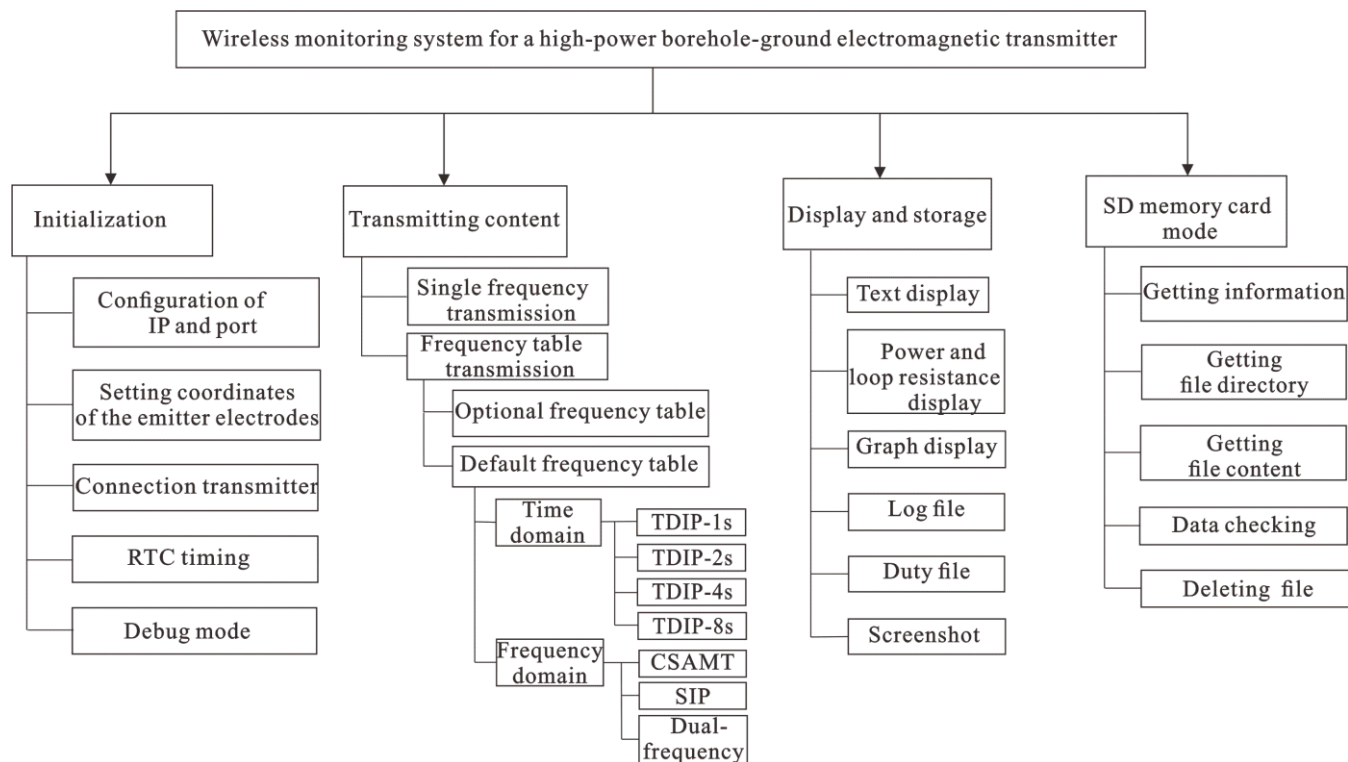 Wireless monitoring system for a high-power borehole-ground electromagnetic transmitter
Initialization
Configuration of
IP and port
Setting coordinates
of the emitter electrodes
Connection transmitter
RTC timing
Debug mode
Transmitting content
Single frequency
transmission
Frequency table
transmission
Optional frequency table
Default frequency table
Time
domain
TDIP-1s
TDIP-2s
TDIP-4s
TDIP-8s
Frequency
domain
CSAMT
SIP
Dual-
frequency
Display and storage
Text display
Power and
loop resistance
display
Graph display
Log file
Duty file
Screenshot
SD memory card
mode
Getting information
Getting
file directory
Getting
file content
Data checking
Deleting file